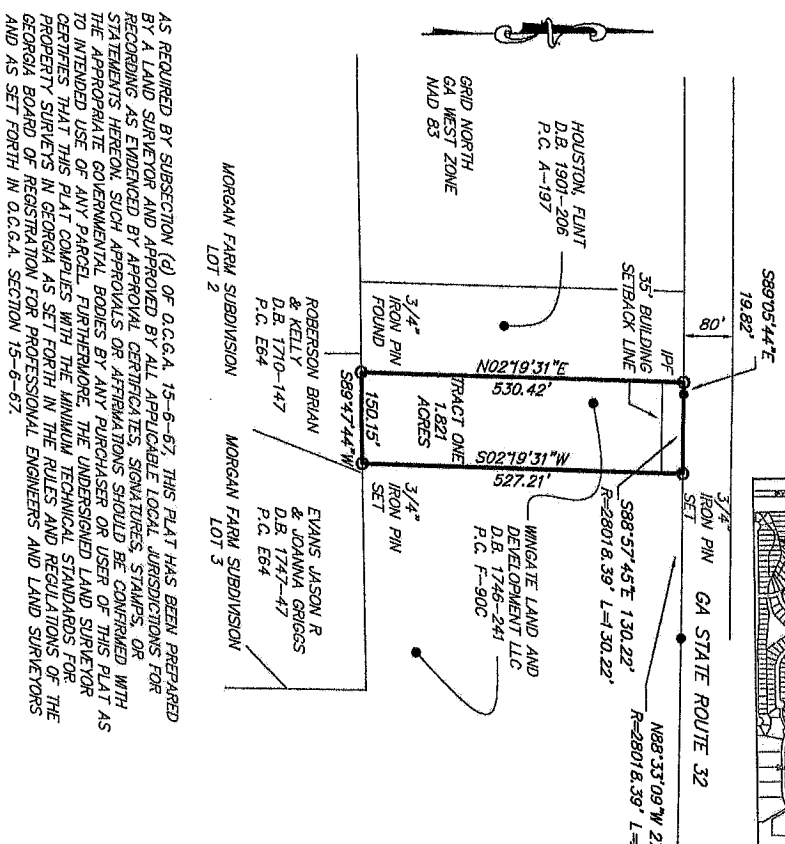 S89°05'44"E
19.82'
80'
GA STATE ROUTE 32
3/4"
IRON PIN
SET
IPF
35' BUILDING
SETBACK LINE
N88°33'09"W
R=28018.39'
S88°57'45"E 130.22'
R=28018.39' L=130.22'
HOUSTON, FLINT
D.B. 1901-206
P.C. A-197
GRID NORTH
GA WEST ZONE
NAD 83
N02°19'31"E
530.42'
TRACT ONE
1.821
ACRES
S02°19'31"W
527.21'
WINGATE LAND AND
DEVELOPMENT LLC
D.B. 1746-241
P.C. F-90C
3/4"
IRON PIN
FOUND
150.15'
S89°47'44"W
3/4"
IRON PIN
SET
ROBERSON BRIAN
& KELLY
D.B. 1710-147
P.C. E64
EVANS JASON R
& JOANNA GRIGGS
D.B. 1747-47
P.C. E64
MORGAN FARM SUBDIVISION
LOT 2
MORGAN FARM SUBDIVISION
LOT 3
AS REQUIRED BY SUBSECTION (d) OF O.C.G.A. 15-6-67, THIS PLAT HAS BEEN PREPARED
BY A LAND SURVEYOR AND APPROVED BY ALL APPLICABLE LOCAL JURISDICTIONS FOR
RECORDING AS EVIDENCED BY APPROVAL CERTIFICATES, SIGNATURES, STAMPS, OR
STATEMENTS HEREON. SUCH APPROVALS OR AFFIRMATIONS SHOULD BE CONFIRMED WITH
THE APPROPRIATE GOVERNMENTAL BODIES BY ANY PURCHASER OR USER OF THIS PLAT AS
TO INTENDED USE OF ANY PARCEL. FURTHERMORE, THE UNDERSIGNED LAND SURVEYOR
CERTIFIES THAT THIS PLAT COMPLIES WITH THE MINIMUM TECHNICAL STANDARDS FOR
PROPERTY SURVEYS IN GEORGIA AS SET FORTH IN THE RULES AND REGULATIONS OF THE
GEORGIA BOARD OF REGISTRATION FOR PROFESSIONAL ENGINEERS AND LAND SURVEYORS
AND AS SET FORTH IN O.C.G.A. SECTION 15-6-67.